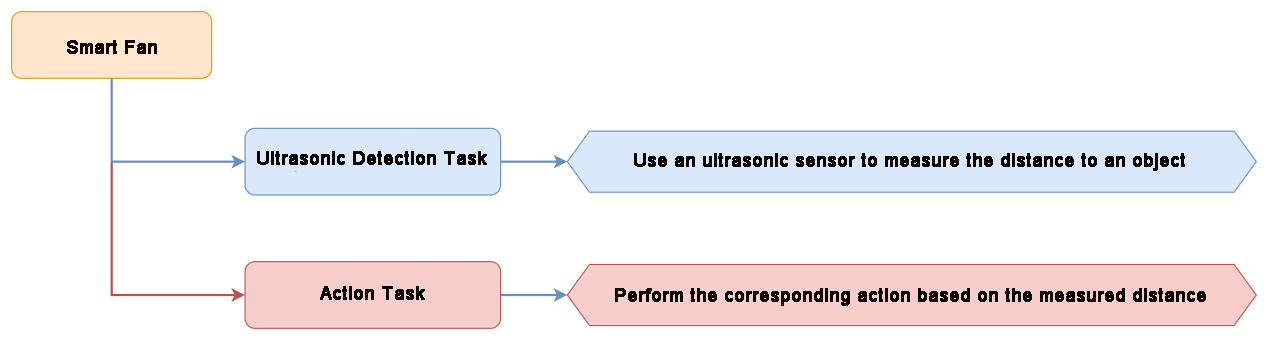 Smart Fan
Ultrasonic Detection Task
Use an ultrasonic sensor to measure the distance to an object
Action Task
Perform the corresponding action based on the measured distance